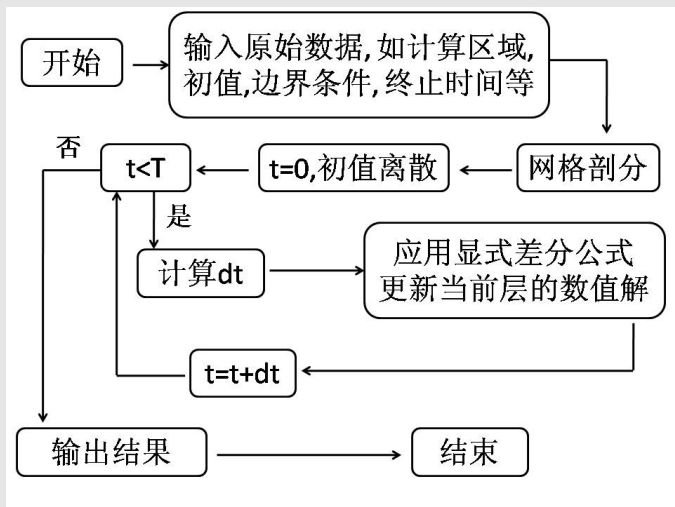 开始
输入原始数据,如计算区域,
初值,边界条件,终止时间等
网格剖分
t=0,初值离散
t<T
否
是
计算dt
应用显式差分公式
更新当前层的数值解
t=t+dt
输出结果
结束